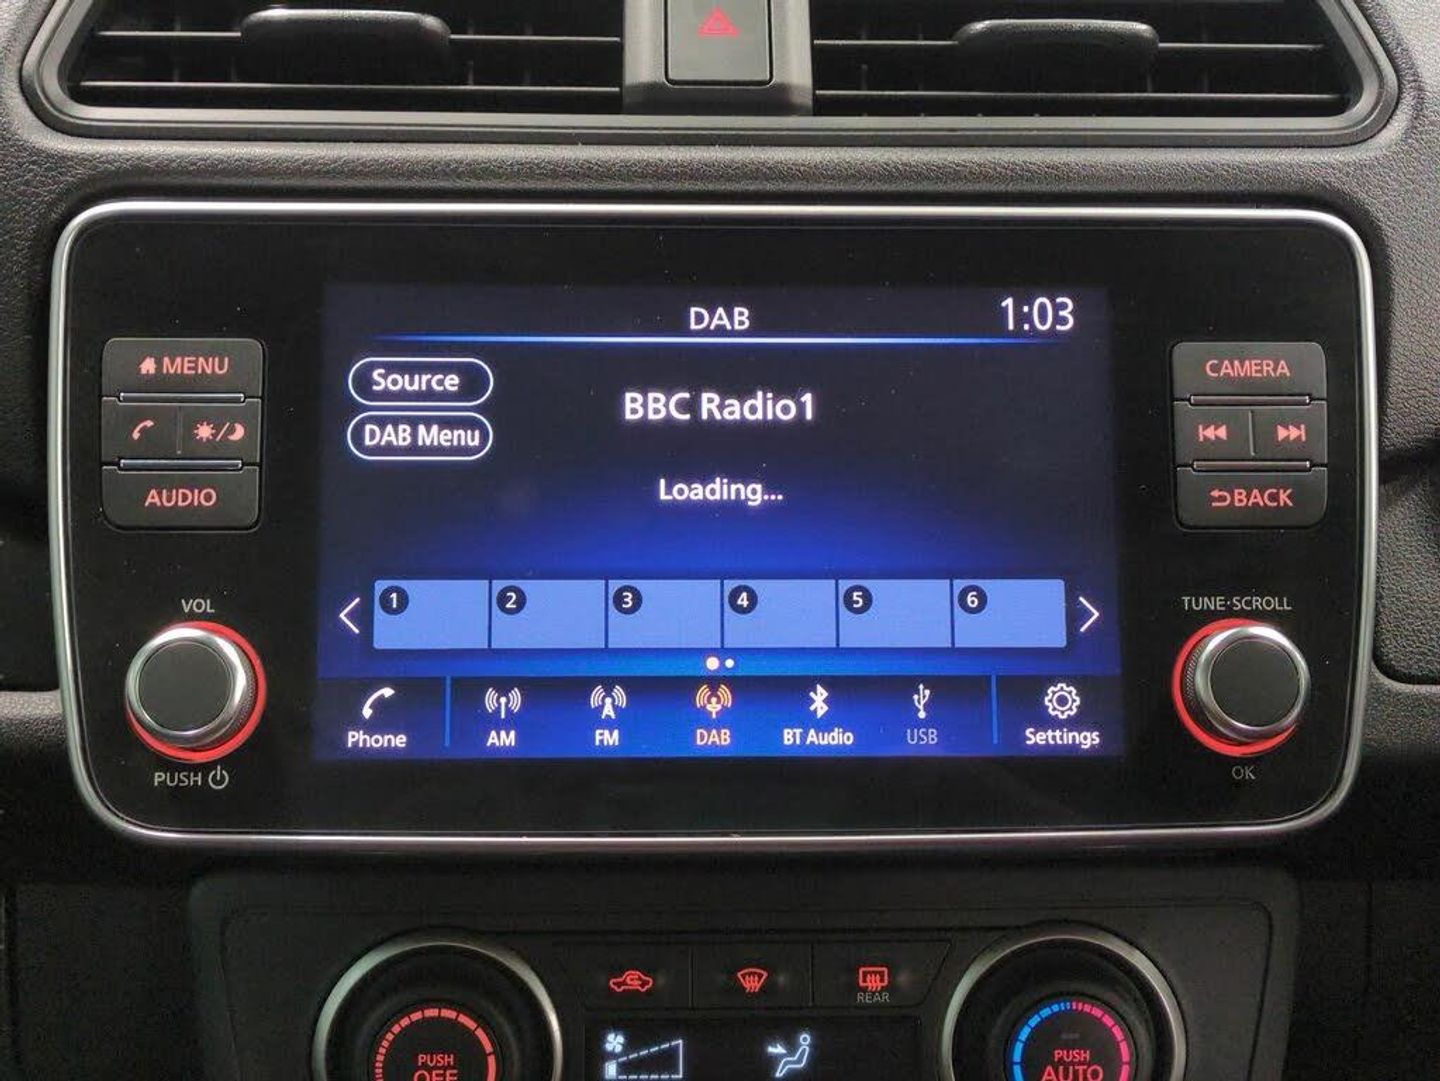 DAB
1:03
MENU
CAMERA
Source
BBC Radio1
DAB Menu
Loading...
AUDIO
BACK
1 2 3 4 5 6
VOL
TUNE·SCROLL
Phone AM FM DAB BT Audio USB Settings
PUSH
OK
REAR
PUSH
OFF
PUSH
AUTO